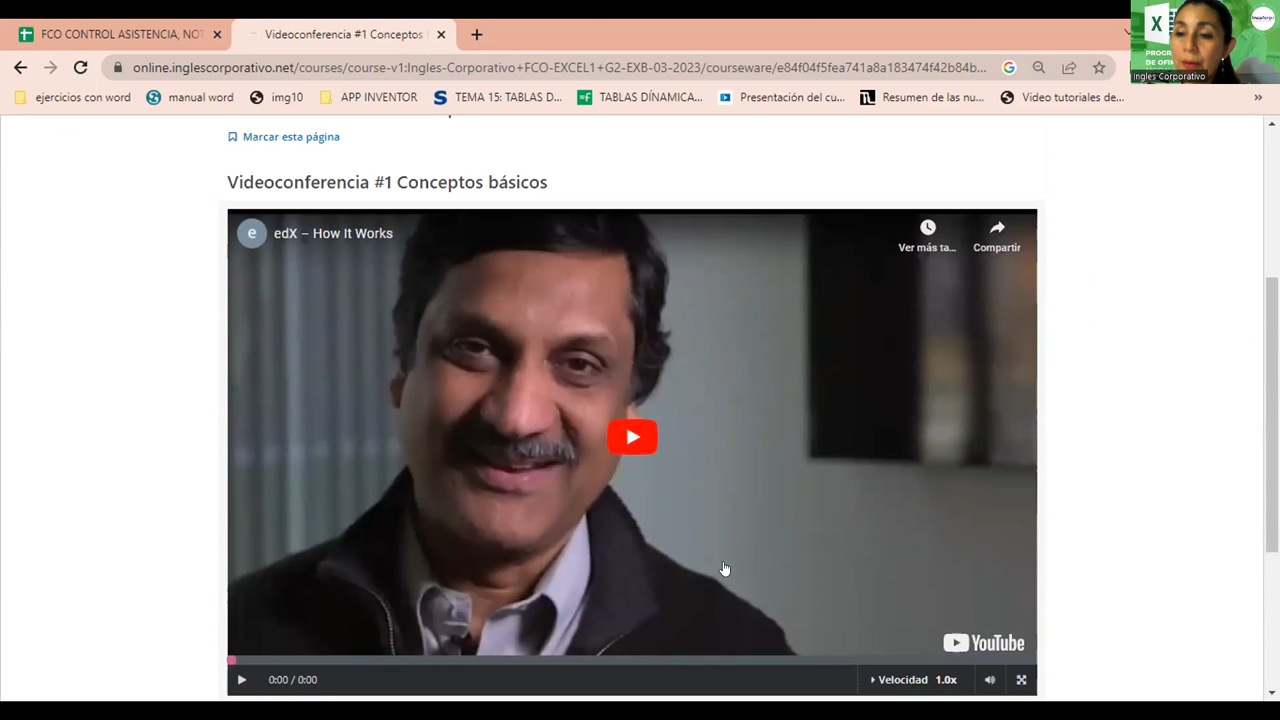 FCO CONTROL ASISTENCIA, NOT
Videoconferencia #1 Conceptos
online.inglescorporativo.net/courses/course-v1:Ingles-Corporativo+FCO-EXCEL1+G2-EXB-03-2023/courseware/e84f04f5fea741a8a183474f42b84b...
ejercicios con word
manual word
img10
APP INVENTOR
TEMA 15: TABLAS D...
TABLAS DÍNAMICA...
Presentación del cu...
Resumen de las nu...
Video tutoriales de...
»
PROGR
DE OFI
Ingles Corporativo
Marcar esta página
Videoconferencia #1 Conceptos básicos
e
edX – How It Works
Ver más ta...
Compartir
YouTube
0:00 / 0:00
Velocidad 1.0x